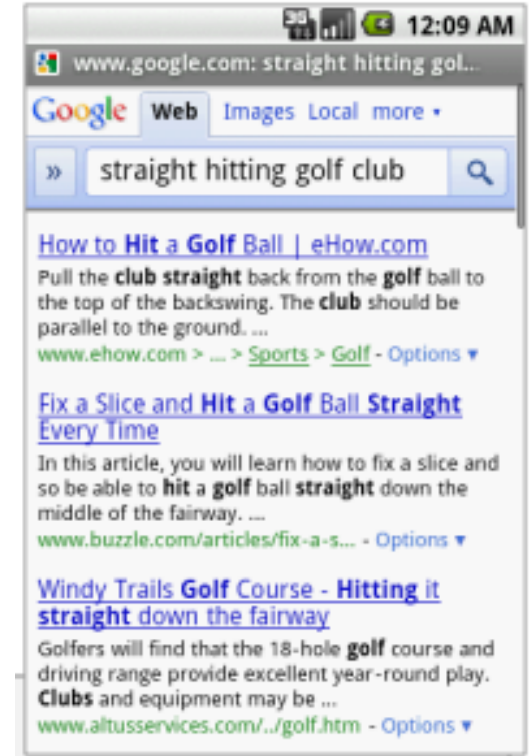 3G 12:09 AM
www.google.com: straight hitting gol...
Google Web Images Local more ▾
» straight hitting golf club
How to Hit a Golf Ball | eHow.com
Pull the club straight back from the golf ball to
the top of the backswing. The club should be
parallel to the ground. ...
www.ehow.com > ... > Sports > Golf - Options ▾
Fix a Slice and Hit a Golf Ball Straight
Every Time
In this article, you will learn how to fix a slice and
so be able to hit a golf ball straight down the
middle of the fairway. ...
www.buzzle.com/articles/fix-a-s... - Options ▾
Windy Trails Golf Course - Hitting it
straight down the fairway
Golfers will find that the 18-hole golf course and
driving range provide excellent year-round play.
Clubs and equipment may be ...
www.altusservices.com/../golf.htm - Options ▾